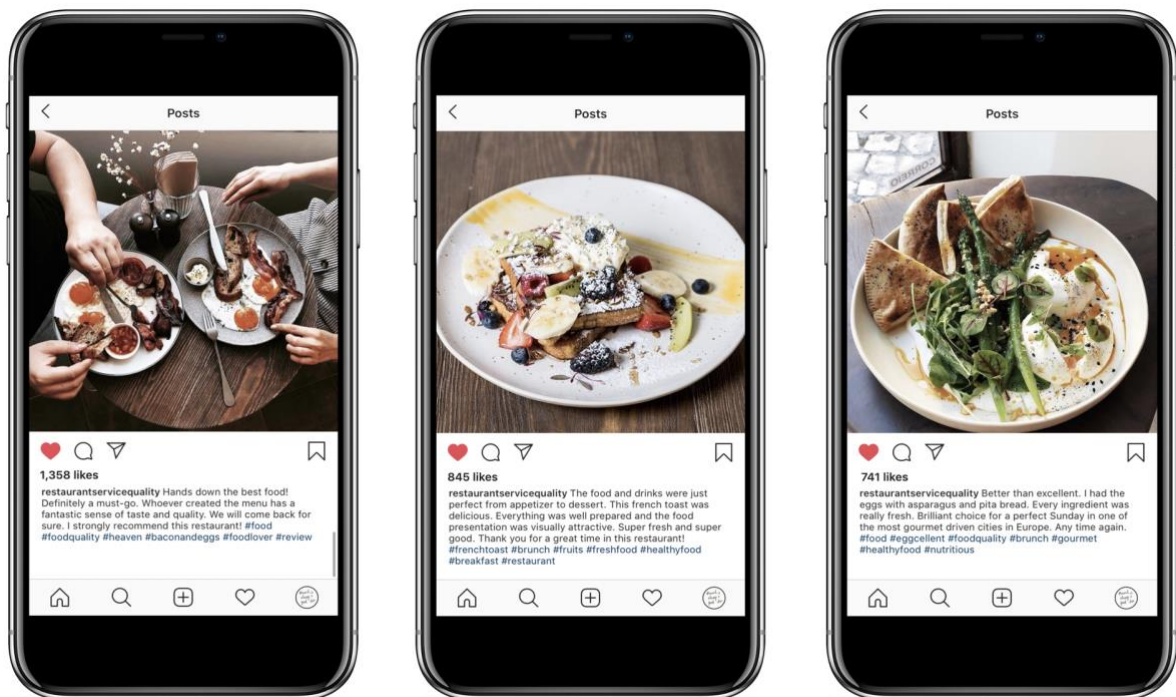 Posts
CORREIO
1,358 likes
restaurantservicequality Hands down the best food!
Definitely a must-go. Whoever created the menu has a
fantastic sense of taste and quality. We will come back for
sure. I strongly recommend this restaurant! #food
#foodquality #heaven #baconandeggs #foodlover #review
Posts
845 likes
restaurantservicequality The food and drinks were just
perfect from appetizer to dessert. This french toast was
delicious. Everything was well prepared and the food
presentation was visually attractive. Super fresh and super
good. Thank you for a great time in this restaurant!
#frenchtoast #brunch #fruits #freshfood #healthyfood
#breakfast #restaurant
Posts
741 likes
restaurantservicequality Better than excellent. I had the
eggs with asparagus and pita bread. Every ingredient was
really fresh. Brilliant choice for a perfect Sunday in one of
the most gourmet driven cities in Europe. Any time again.
#food #eggcellent #foodquality #brunch #gourmet
#healthyfood #nutritious